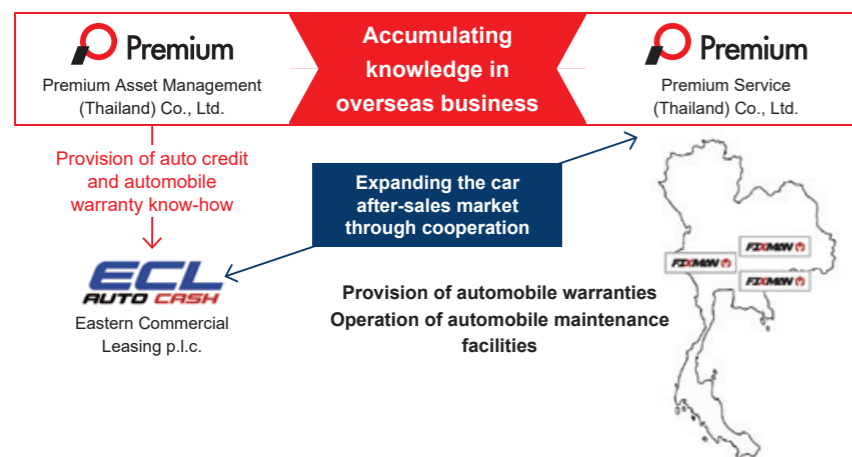 Premium
Premium Asset Management
(Thailand) Co., Ltd.
Accumulating
knowledge in
overseas business
Premium
Premium Service
(Thailand) Co., Ltd.
Provision of auto credit
and automobile
warranty know-how
Expanding the car
after-sales market
through cooperation
ECL
AUTO CASH
Eastern Commercial
Leasing p.l.c.
Provision of automobile warranties
Operation of automobile maintenance
facilities
FIXMAN
FIXMAN
FIXMAN